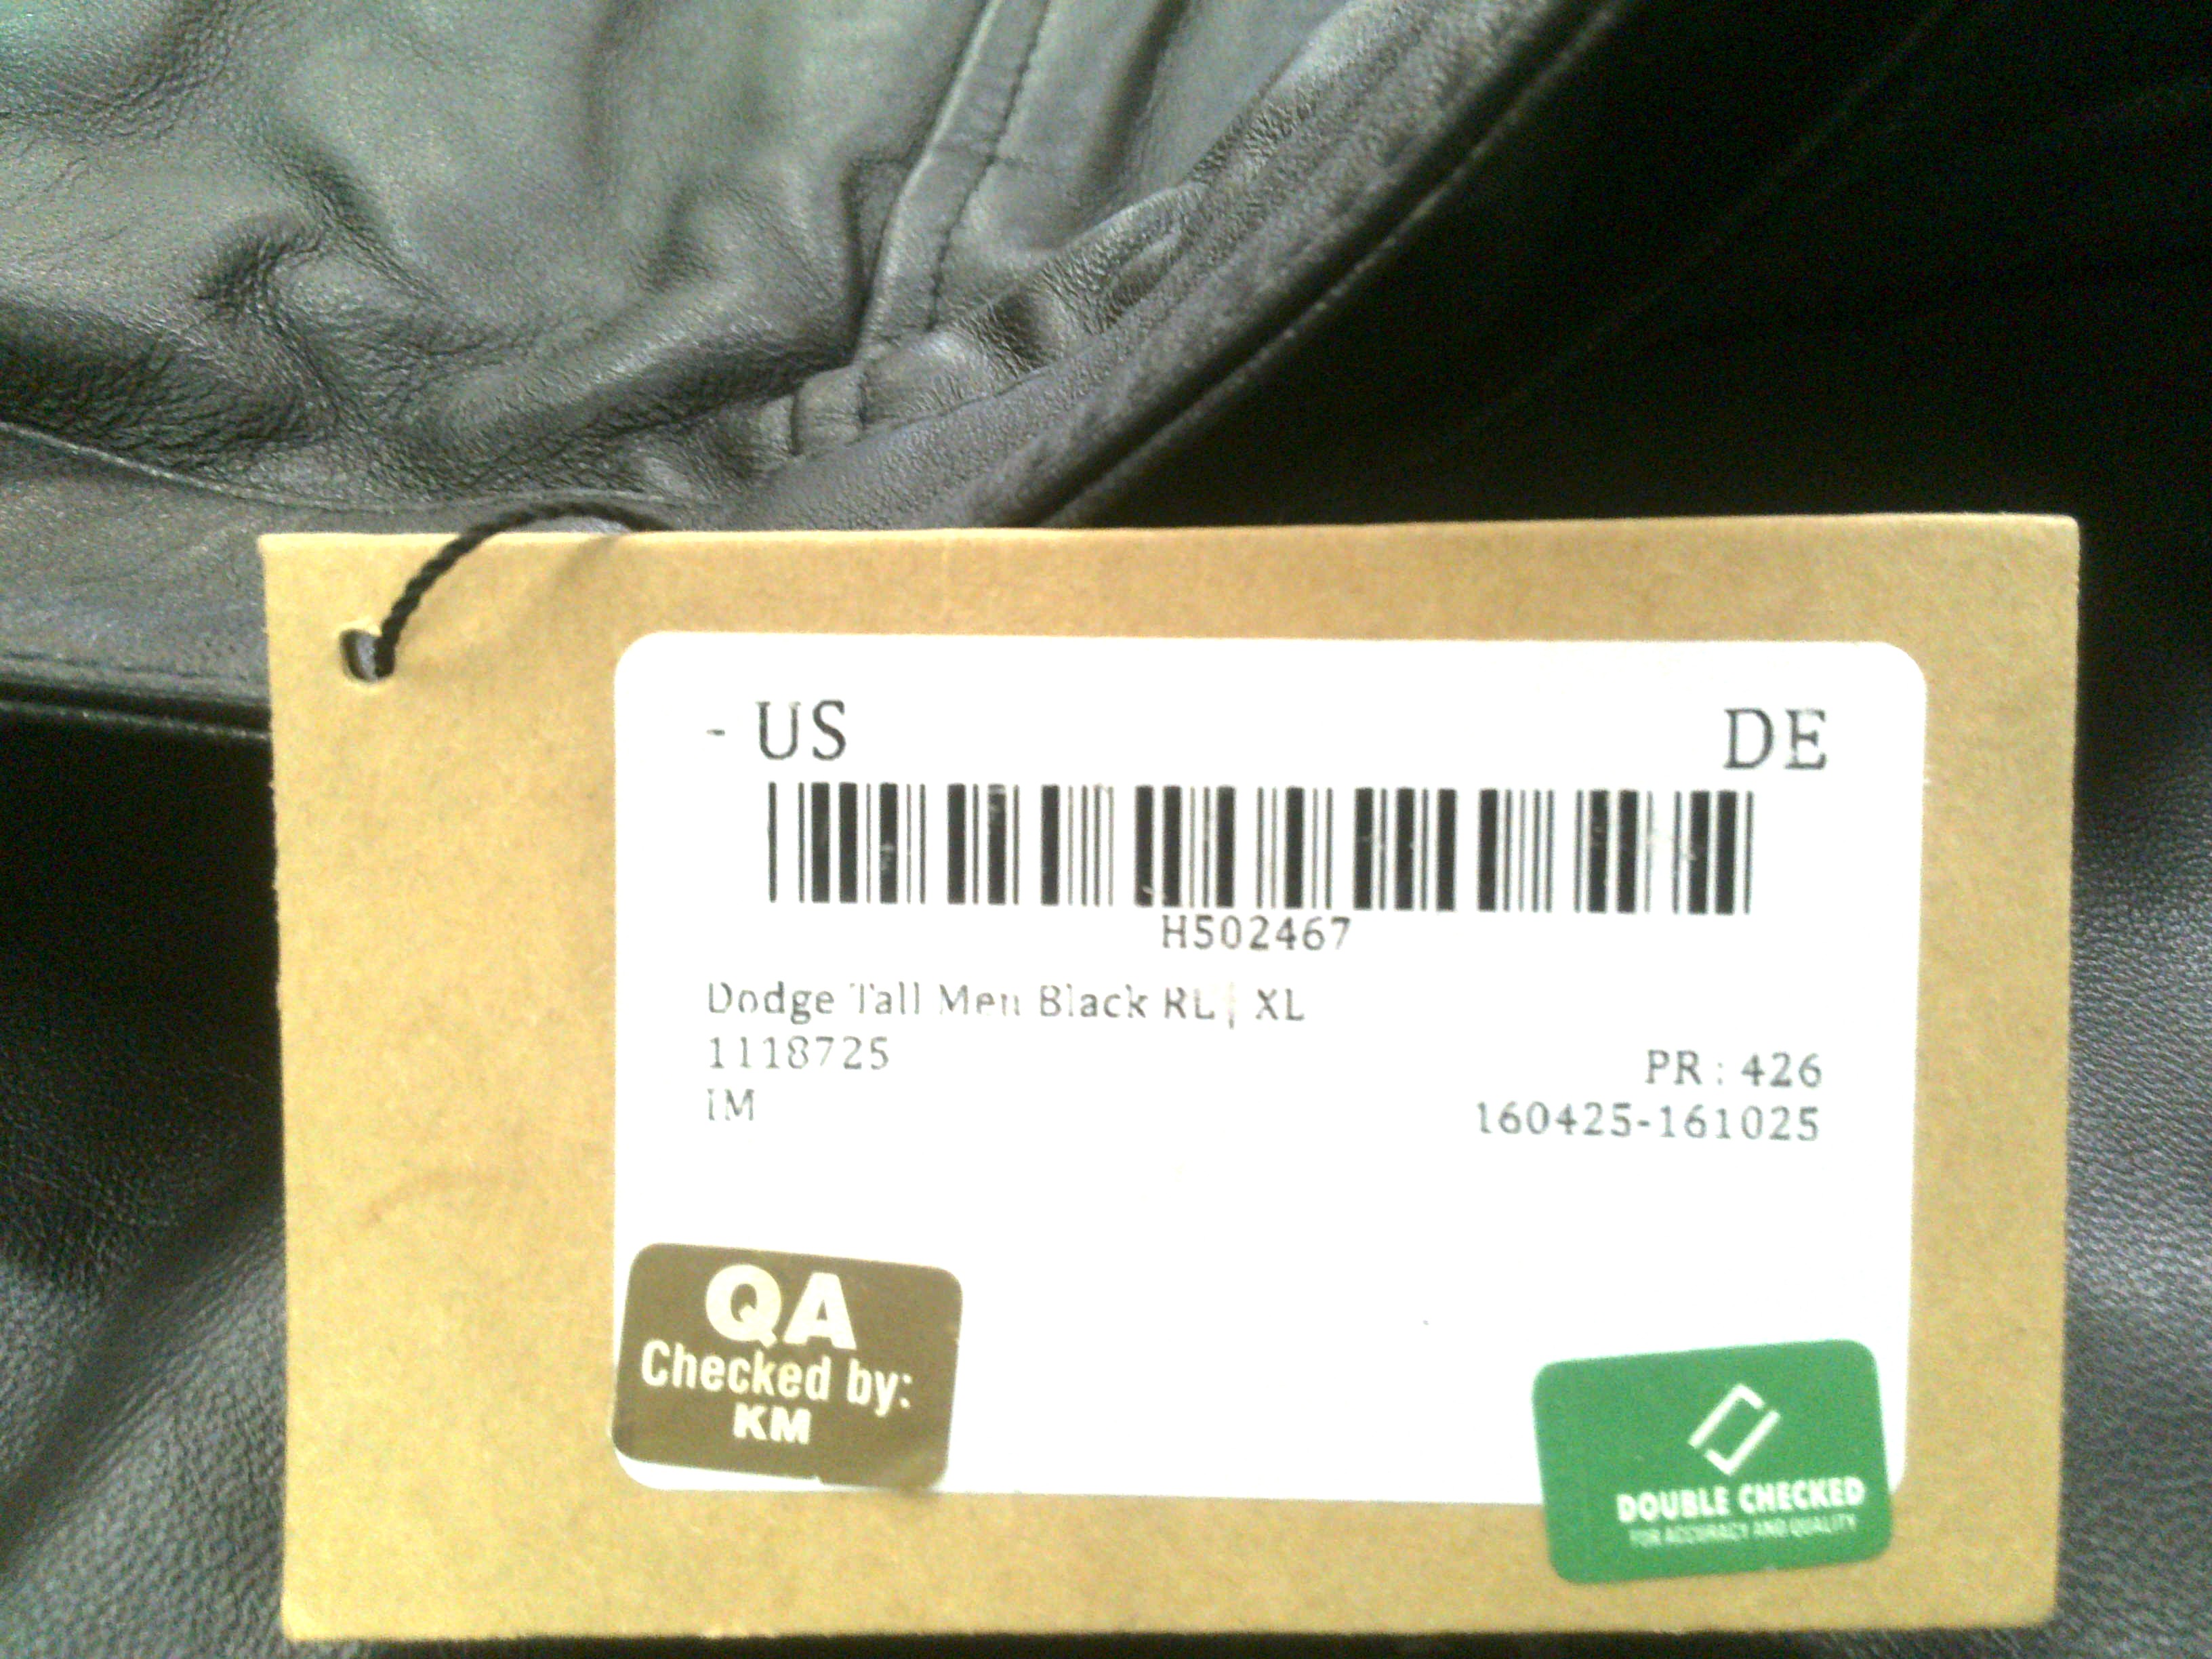 - US DE
H502467
Dodge Tall Men Black RL | XL
1118725
PR : 426
IM
160425-161025
QA
Checked by:
KM
DOUBLE CHECKED
FOR ACCURACY AND QUALITY